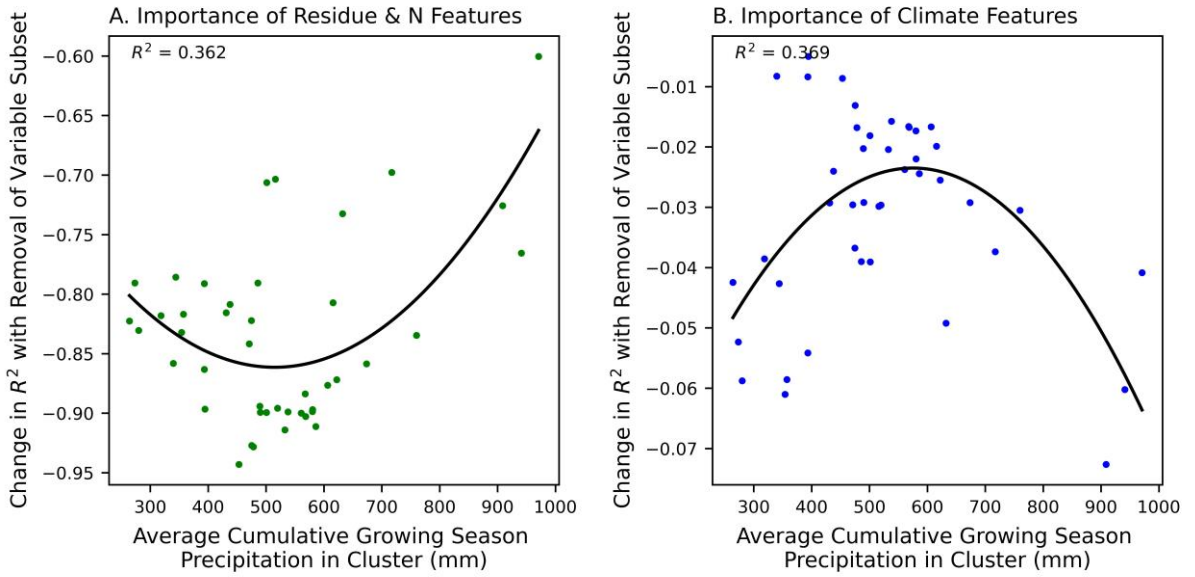 A. Importance of Residue & N Features
R² = 0.362
Change in R² with Removal of Variable Subset
−0.60
−0.65
−0.70
−0.75
−0.80
−0.85
−0.90
−0.95
300 400 500 600 700 800 900 1000
Average Cumulative Growing Season
Precipitation in Cluster (mm)
B. Importance of Climate Features
R² = 0.369
Change in R² with Removal of Variable Subset
−0.01
−0.02
−0.03
−0.04
−0.05
−0.06
−0.07
300 400 500 600 700 800 900 1000
Average Cumulative Growing Season
Precipitation in Cluster (mm)